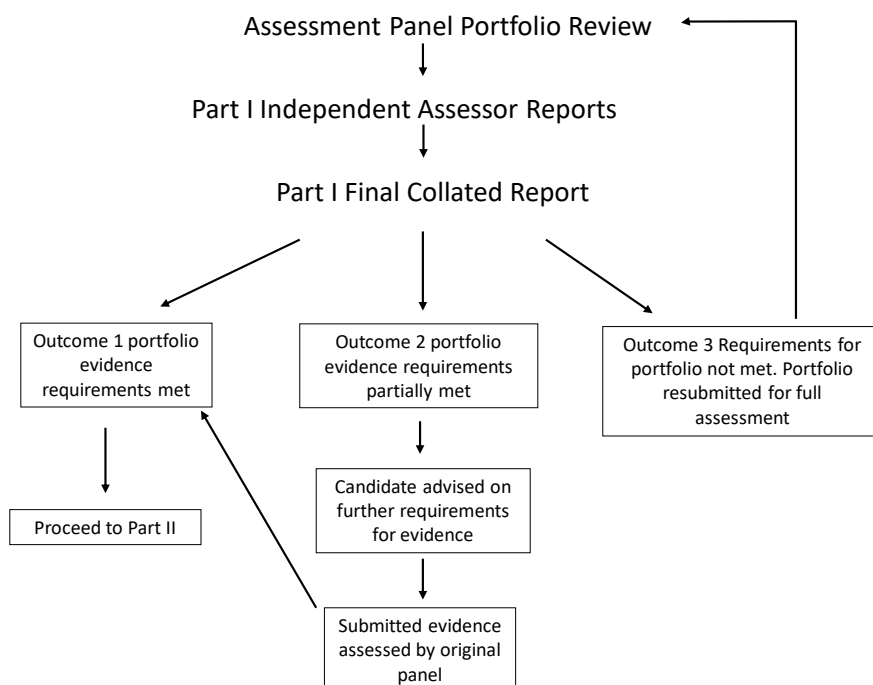 Assessment Panel Portfolio Review
Part I Independent Assessor Reports
Part I Final Collated Report
Outcome 1 portfolio
evidence
requirements met
Outcome 2 portfolio
evidence requirements
partially met
Outcome 3 Requirements for
portfolio not met. Portfolio
resubmitted for full
assessment
Proceed to Part II
Candidate advised on
further requirements
for evidence
Submitted evidence
assessed by original
panel